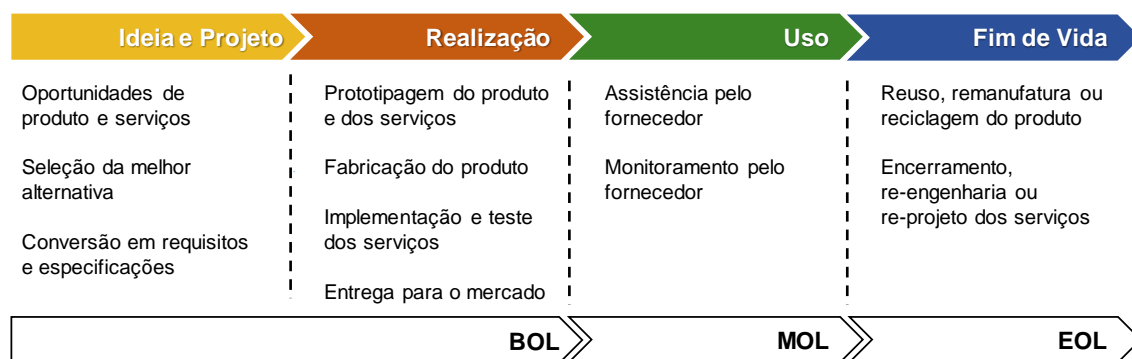 Ideia e Projeto
Realização
Uso
Fim de Vida
Oportunidades de
produto e serviços
Seleção da melhor
alternativa
Conversão em requisitos
e especificações
Prototipagem do produto
e dos serviços
Fabricação do produto
Implementação e teste
dos serviços
Entrega para o mercado
Assistência pelo
fornecedor
Monitoramento pelo
fornecedor
Reuso, remanufatura ou
reciclagem do produto
Encerramento,
re-engenharia ou
re-projeto dos serviços
BOL
MOL
EOL